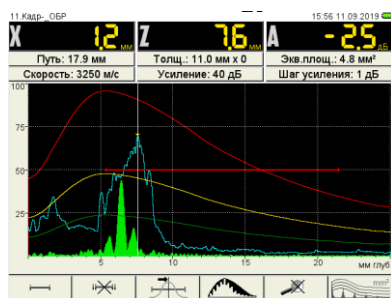 11.Кадр-_ОБР 15:56 11.09.2019
X 1,2 мм Z 7,6 мм A -2,5 дБ
Путь: 17.9 мм Толщ.: 11.0 мм x 0 Экв.площ.: 4.8 мм²
Скорость: 3250 м/с Усиление: 40 дБ Шаг усиления: 1 дБ
100
75
50
25
5 10 15 20 мм глуб